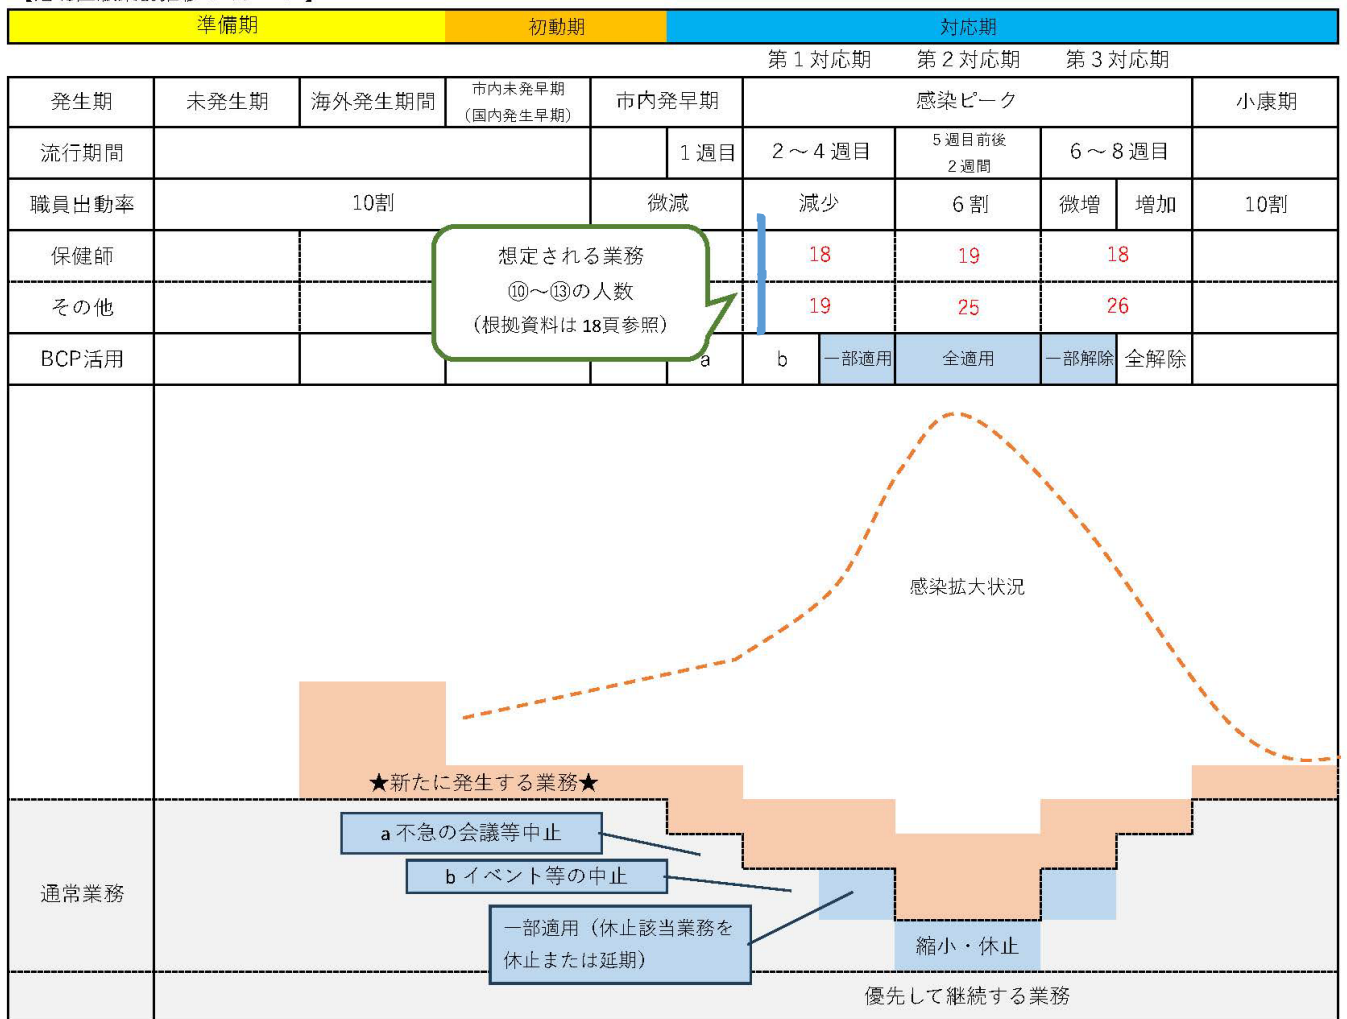 準備期 初動期 対応期
第１対応期 第２対応期 第３対応期
発生期 未発生期 海外発生期間 市内未発早期 市内発早期 感染ピーク 小康期
（国内発生早期）
流行期間 １週目 ２～４週目 ５週目前後 ６～８週目
２週間
職員出動率 10割 微減 減少 ６割 微増 増加 10割
保健師 18 19 18
その他 19 25 26
想定される業務
⑩～⑬の人数
（根拠資料は 18頁参照）
BCP活用 a b 一部適用 全適用 一部解除 全解除
感染拡大状況
★新たに発生する業務★
a 不急の会議等中止
b イベント等の中止
通常業務
一部適用（休止該当業務を
休止または延期）
縮小・休止
優先して継続する業務